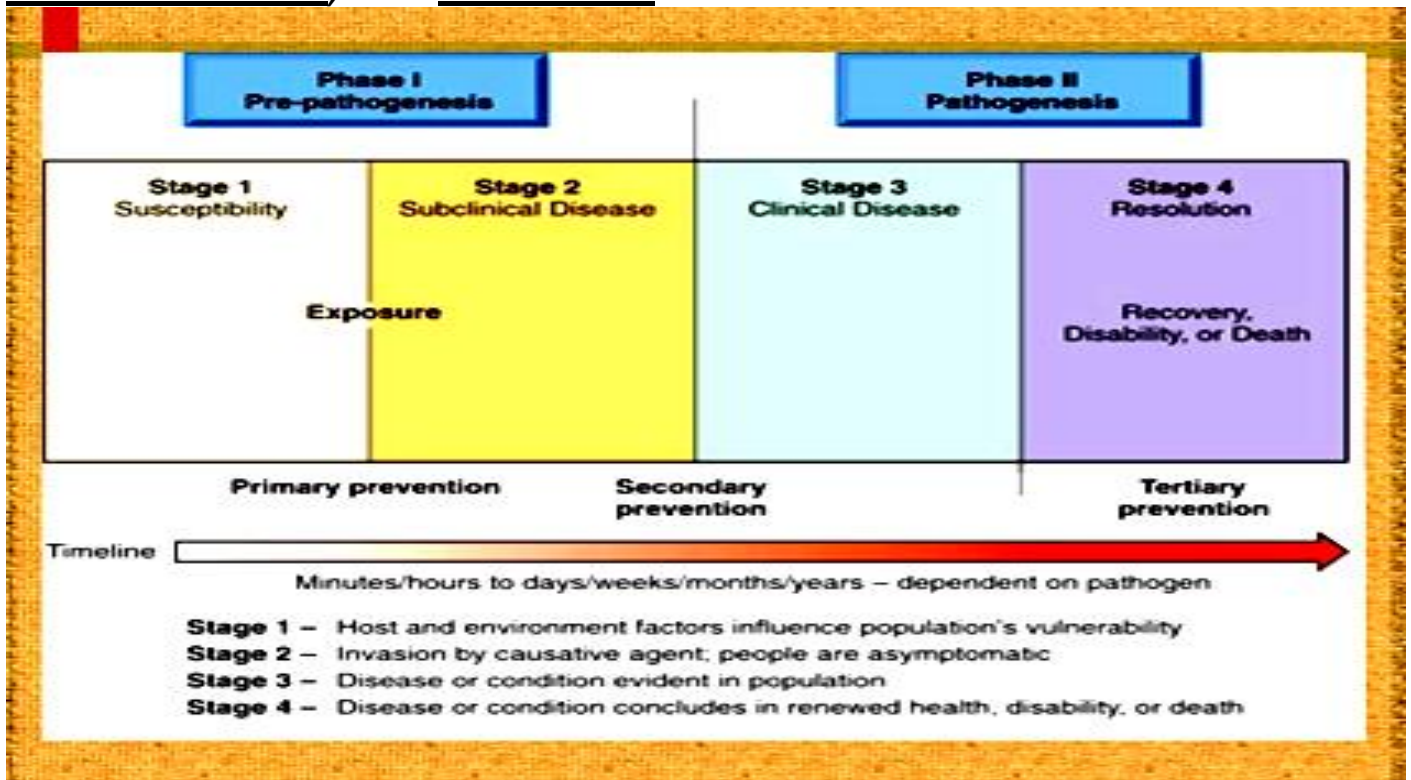 Phase I
Pre-pathogenesis
Phase II
Pathogenesis
Stage 1
Susceptibility
Stage 2
Subclinical Disease
Stage 3
Clinical Disease
Stage 4
Resolution
Exposure
Recovery,
Disability, or Death
Primary prevention
Secondary
prevention
Tertiary
prevention
Timeline
Minutes/hours to days/weeks/months/years – dependent on pathogen
Stage 1 – Host and environment factors influence population's vulnerability
Stage 2 – Invasion by causative agent; people are asymptomatic
Stage 3 – Disease or condition evident in population
Stage 4 – Disease or condition concludes in renewed health, disability, or death